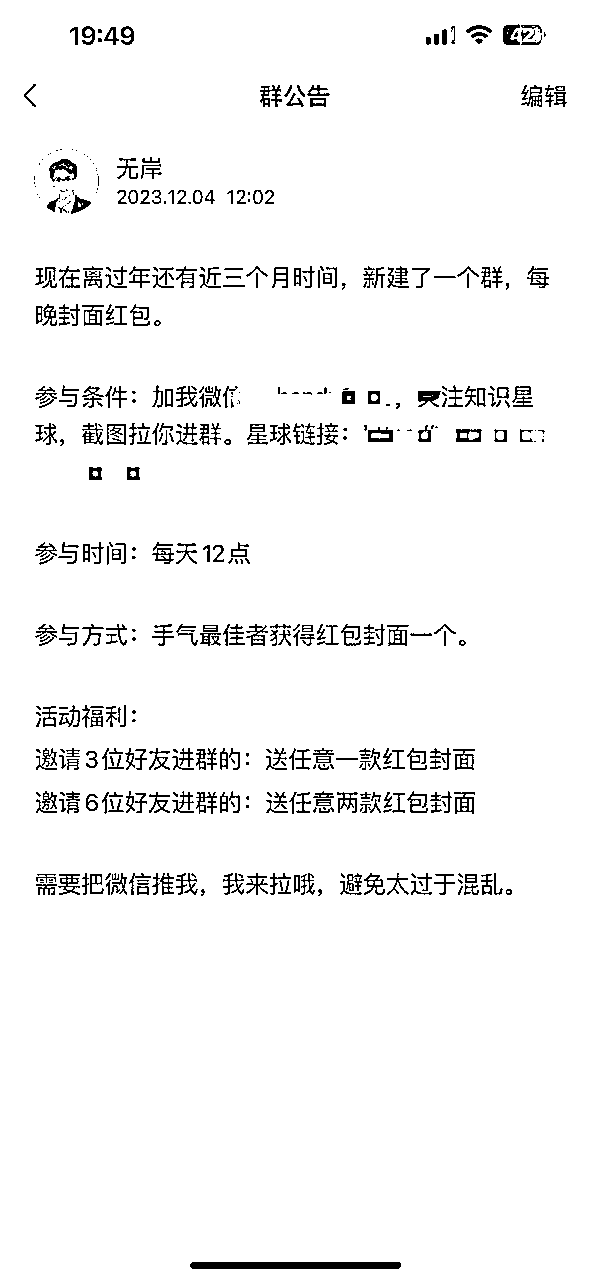 19:49
42
群公告
编辑
无岸
2023.12.04 12:02
现在离过年还有近三个月时间，新建了一个群，每
晚封面红包。
参与条件：加我微信 ，关注知识星
球，截图拉你进群。星球链接：
参与时间：每天12点
参与方式：手气最佳者获得红包封面一个。
活动福利：
邀请3位好友进群的：送任意一款红包封面
邀请6位好友进群的：送任意两款红包封面
需要把微信推我，我来拉哦，避免太过于混乱。